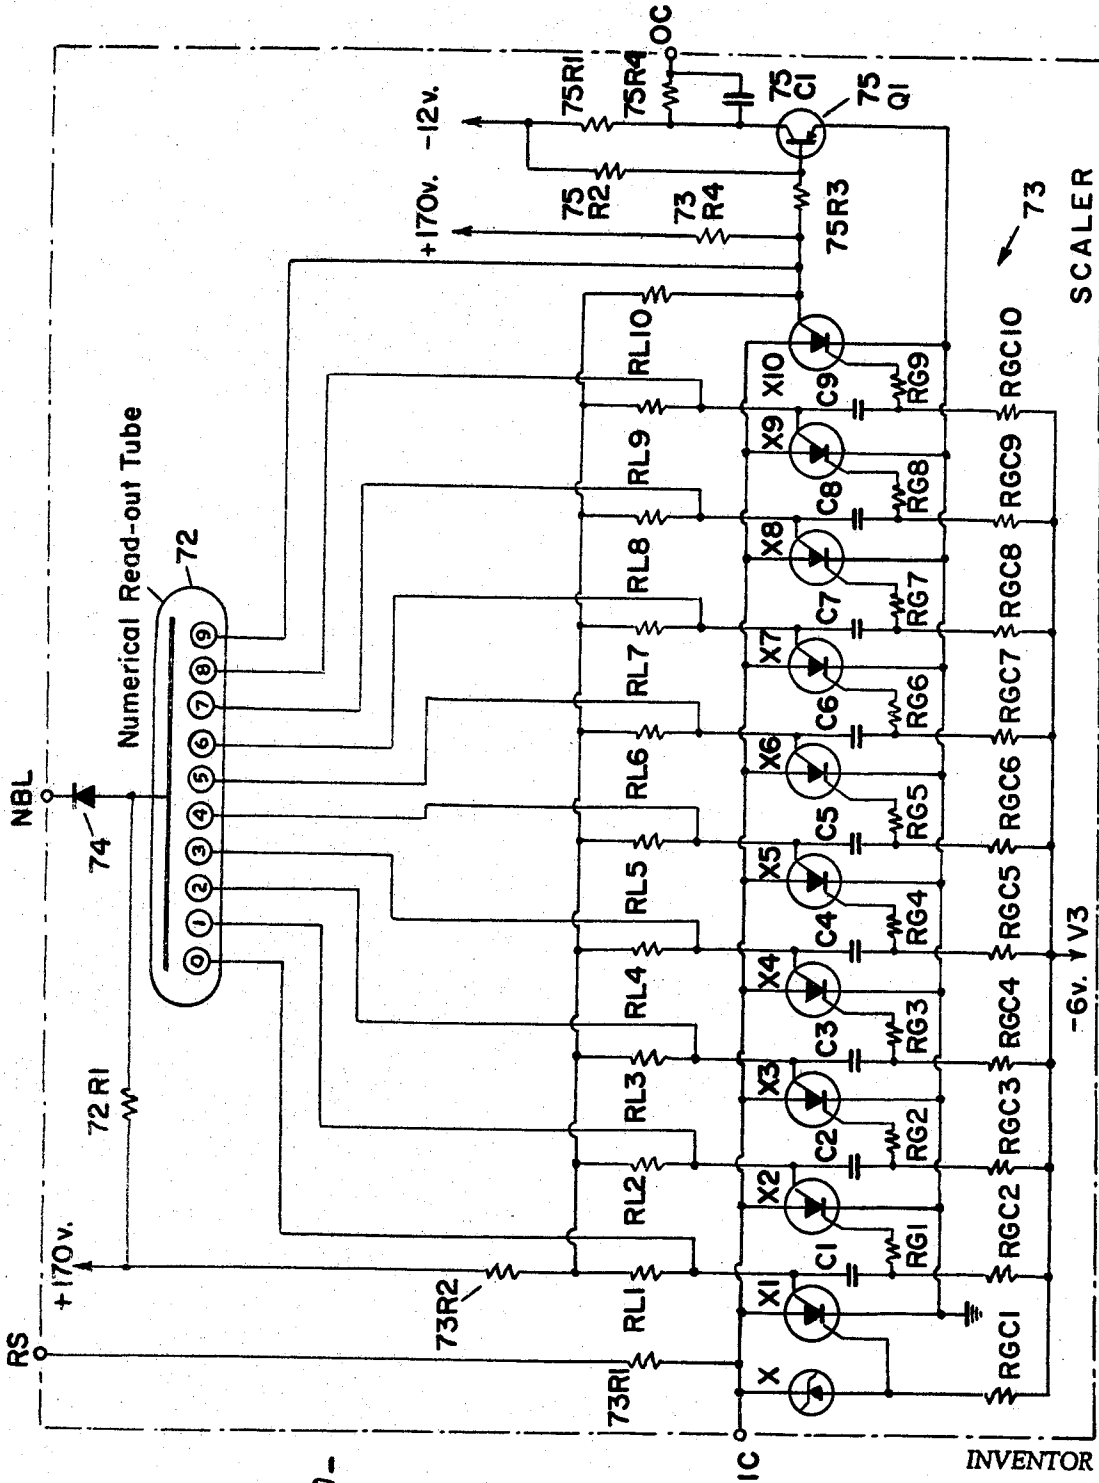 RS
NBL
+170v.
72 R1
74
Numerical Read-out Tube
72
0 1 2 3 4 5 6 7 8 9
+170v. -12v.
75R1
75R4
OC
75
R2
73
R4
75
C1
75
Q1
75R3
73R2
73R1
RL1 RL2 RL3 RL4 RL5 RL6 RL7 RL8 RL9 RL10
IC
X X1 X2 X3 X4 X5 X6 X7 X8 X9 X10
C1 C2 C3 C4 C5 C6 C7 C8 C9
RG1 RG2 RG3 RG4 RG5 RG6 RG7 RG8 RG9
RGC1 RGC2 RGC3 RGC4 RGC5 RGC6 RGC7 RGC8 RGC9 RGC10
-6v. V3
73
SCALER
INVENTOR